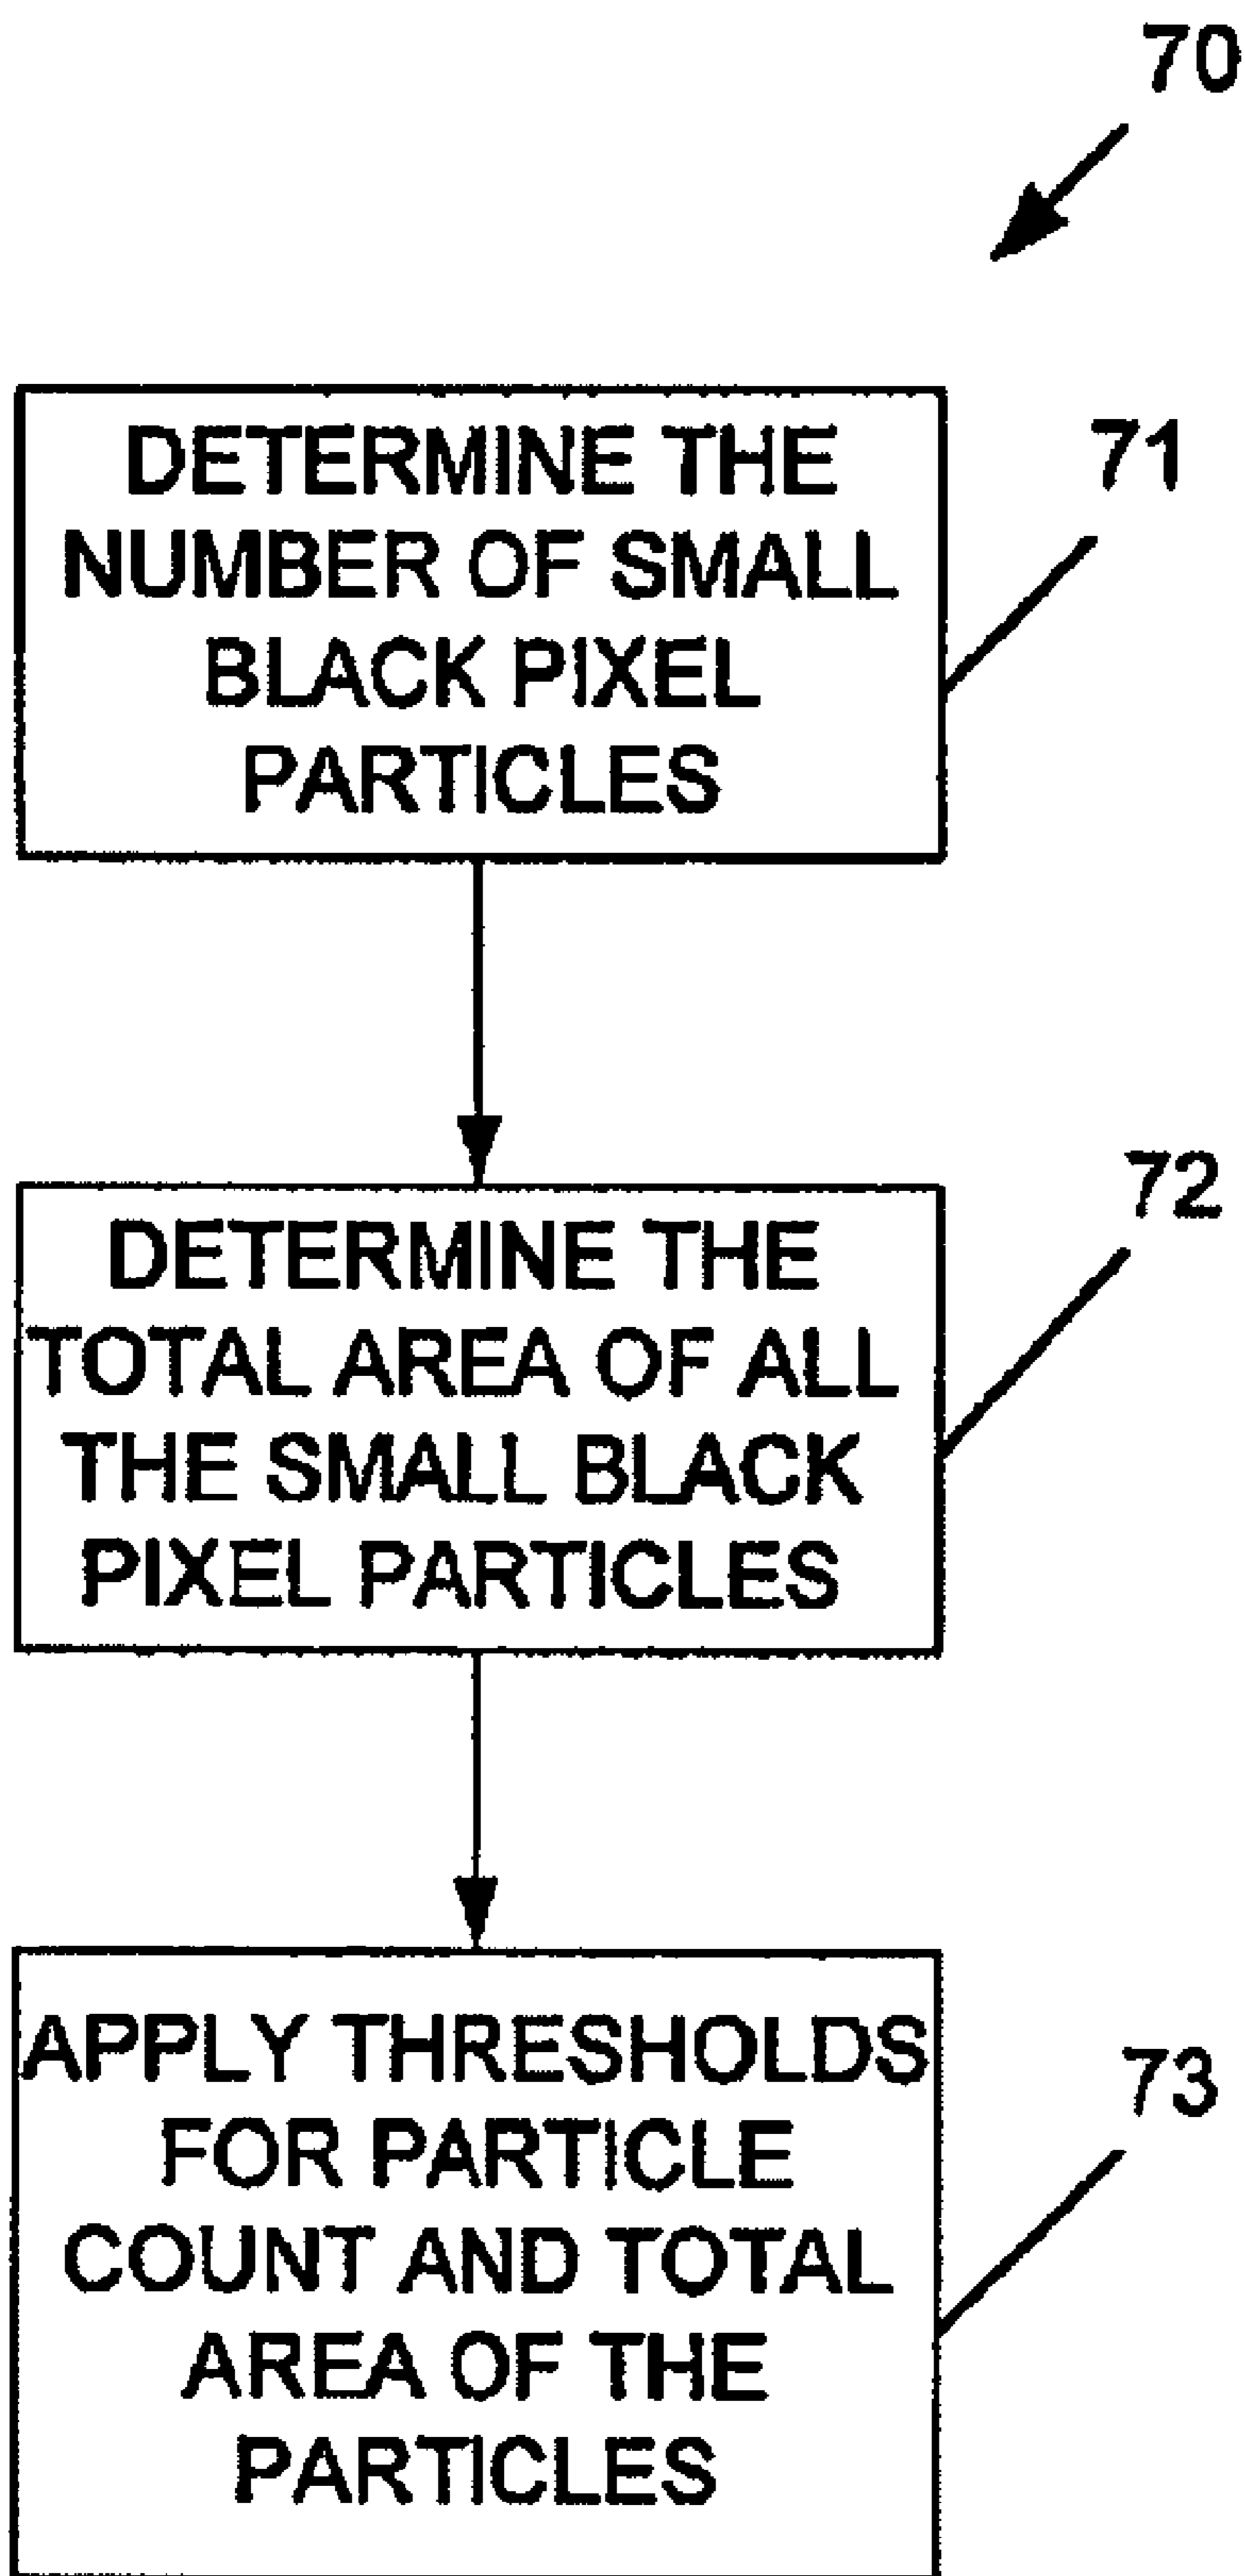 70
DETERMINE THE
NUMBER OF SMALL
BLACK PIXEL
PARTICLES
71
DETERMINE THE
TOTAL AREA OF ALL
THE SMALL BLACK
PIXEL PARTICLES
72
APPLY THRESHOLDS
FOR PARTICLE
COUNT AND TOTAL
AREA OF THE
PARTICLES
73